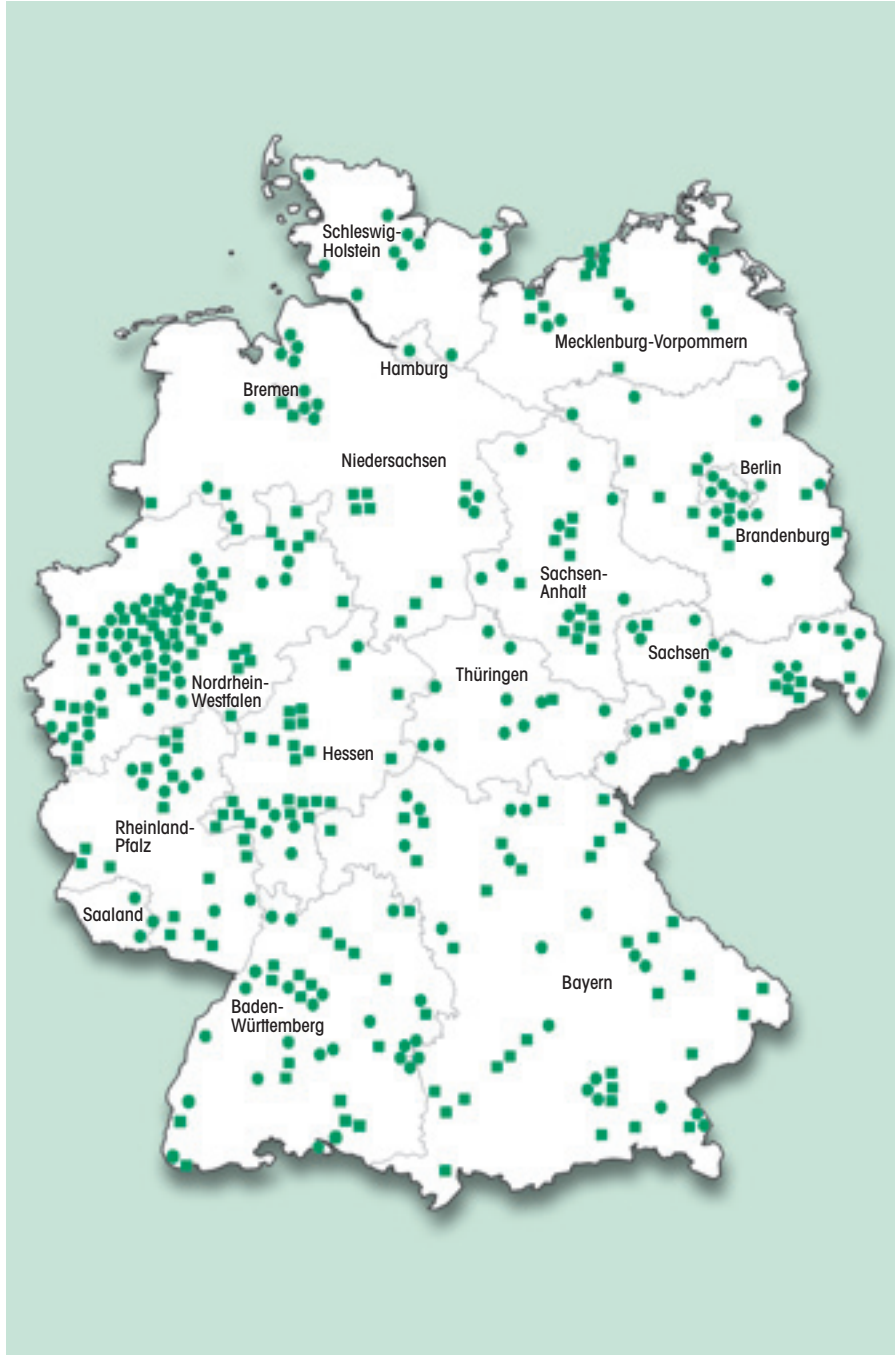 Schleswig-
Holstein
Mecklenburg-Vorpommern
Hamburg
Bremen
Niedersachsen
Berlin
Brandenburg
Sachsen-
Anhalt
Sachsen
Thüringen
Nordrhein-
Westfalen
Hessen
Rheinland-
Pfalz
Saaland
Bayern
Baden-
Württemberg